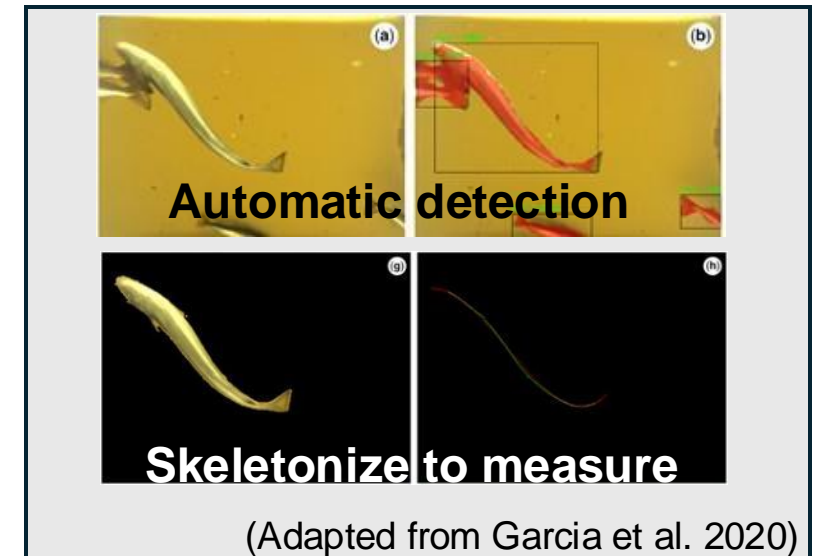 (a) (b)
Automatic detection
(g) (h)
Skeletonize to measure
(Adapted from Garcia et al. 2020)